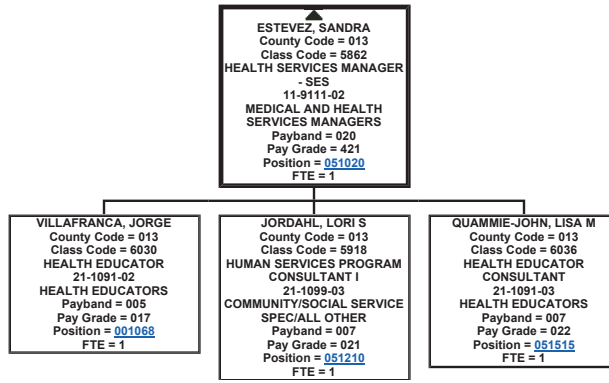 ESTEVEZ, SANDRA
County Code = 013
Class Code = 5862
HEALTH SERVICES MANAGER
- SES
11-9111-02
MEDICAL AND HEALTH
SERVICES MANAGERS
Payband = 020
Pay Grade = 421
Position = 051020
FTE = 1
VILLAFRANCA, JORGE
County Code = 013
Class Code = 6030
HEALTH EDUCATOR
21-1091-02
HEALTH EDUCATORS
Payband = 005
Pay Grade = 017
Position = 001068
FTE = 1
JORDAHL, LORI S
County Code = 013
Class Code = 5918
HUMAN SERVICES PROGRAM
CONSULTANT I
21-1099-03
COMMUNITY/SOCIAL SERVICE
SPEC/ALL OTHER
Payband = 007
Pay Grade = 021
Position = 051210
FTE = 1
QUAMMIE-JOHN, LISA M
County Code = 013
Class Code = 6036
HEALTH EDUCATOR
CONSULTANT
21-1091-03
HEALTH EDUCATORS
Payband = 007
Pay Grade = 022
Position = 051515
FTE = 1